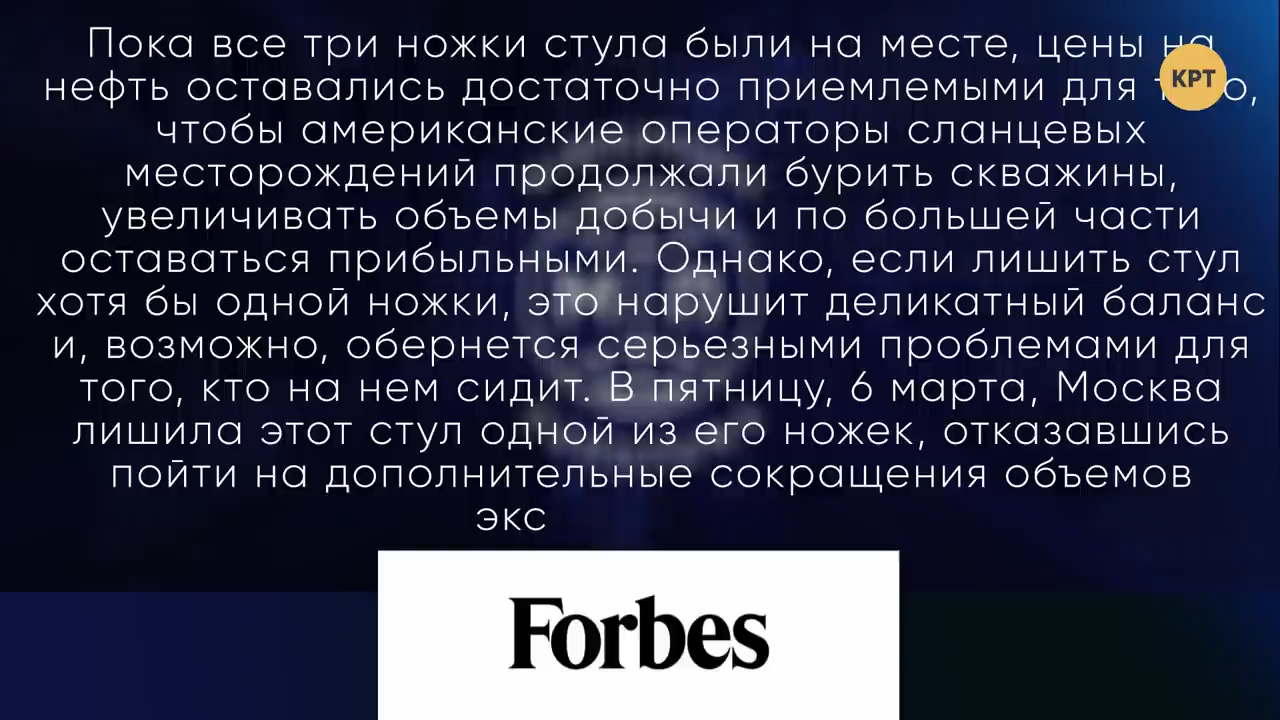 Пока все три ножки стула были на месте, цены на
нефть оставались достаточно приемлемыми для
чтобы американские операторы сланцевых
месторождений продолжали бурить скважины,
увеличивать объемы добычи и по большей части
оставаться прибыльными. Однако, если лишить стул
хотя бы одной ножки, это нарушит деликатный баланс
и, возможно, обернется серьезными проблемами для
того, кто на нем сидит. В пятницу, 6 марта, Москва
лишила этот стул одной из его ножек, отказавшись
пойти на дополнительные сокращения объемов
экс
КРТ
Forbes